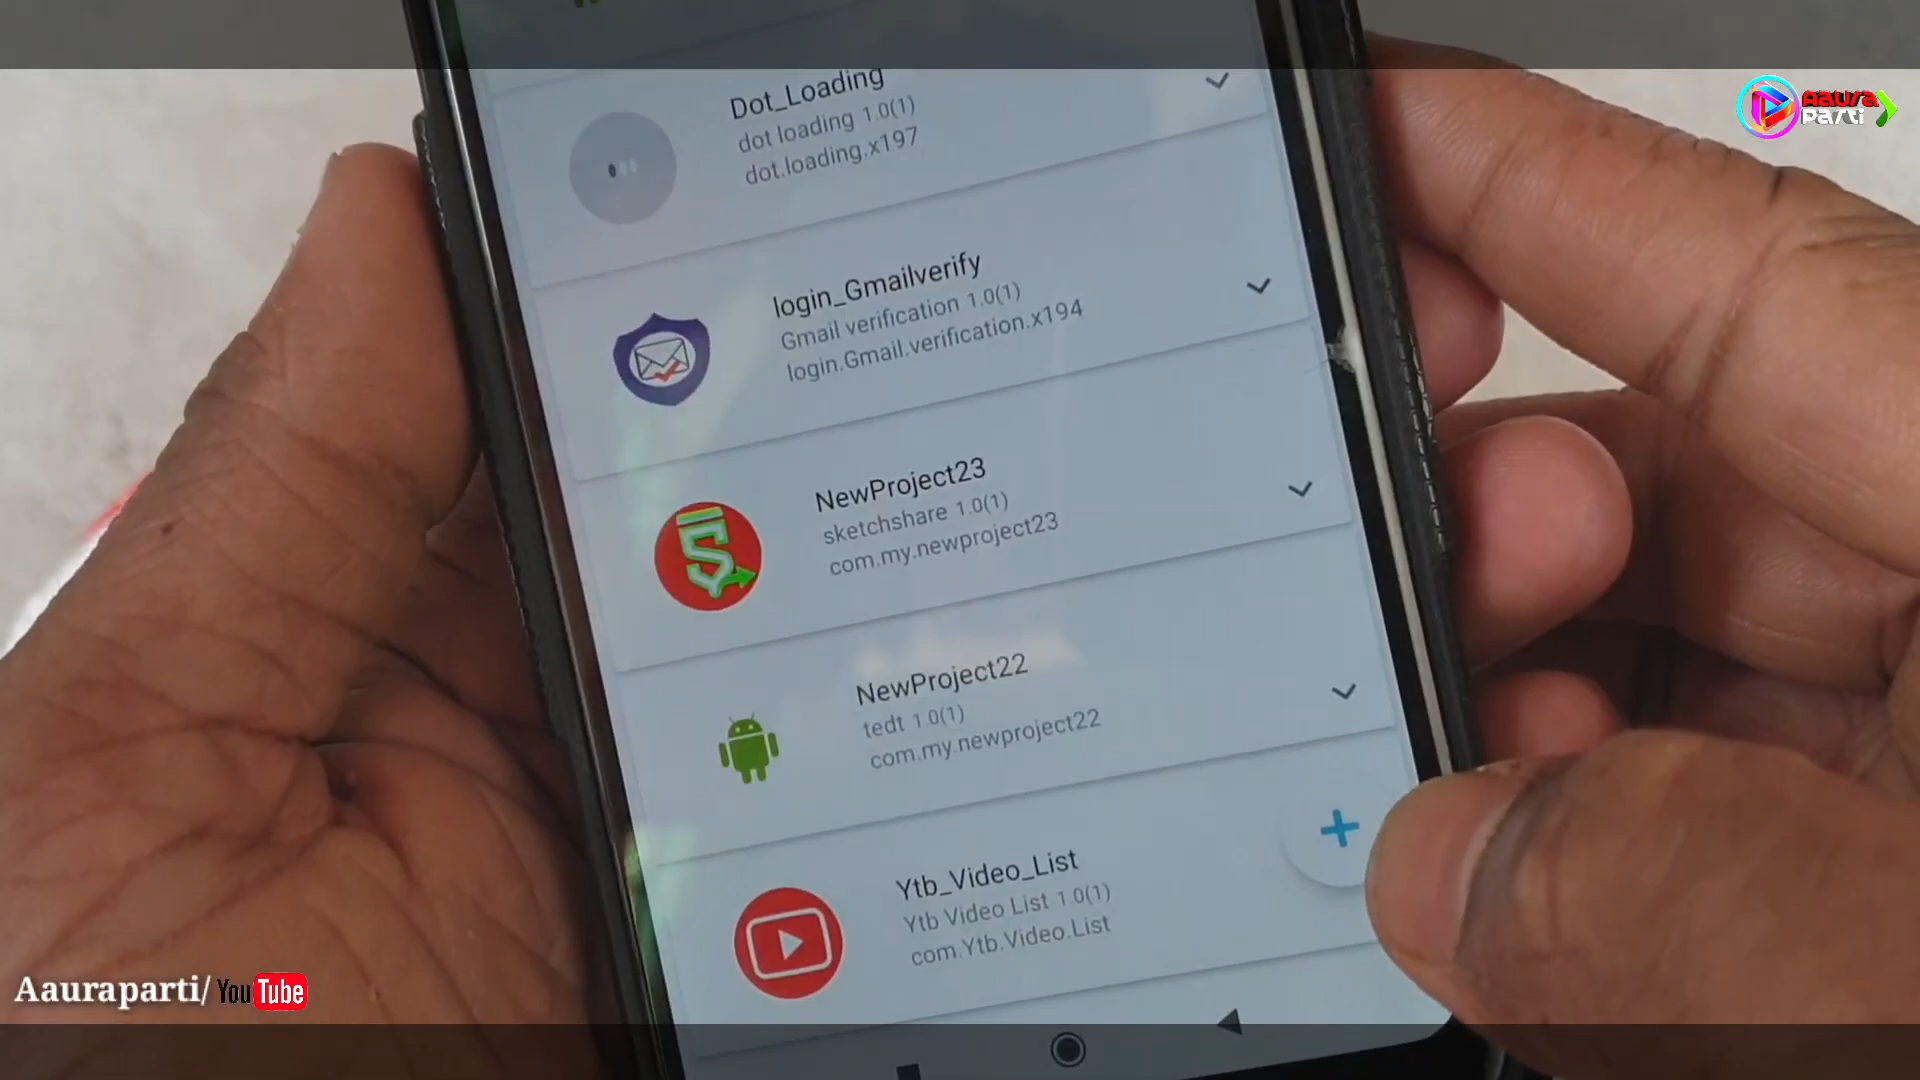 Dot_Loading
dot loading 1.0(1)
dot.loading.x197
login_Gmailverify
Gmail verification 1.0(1)
login.Gmail.verification.x194
NewProject23
sketchshare 1.0(1)
com.my.newproject23
NewProject22
tedt 1.0(1)
com.my.newproject22
Ytb_Video_List
Ytb Video List 1.0(1)
com.Ytb.Video.List
Aaura
Parti
Aauraparti/YouTube